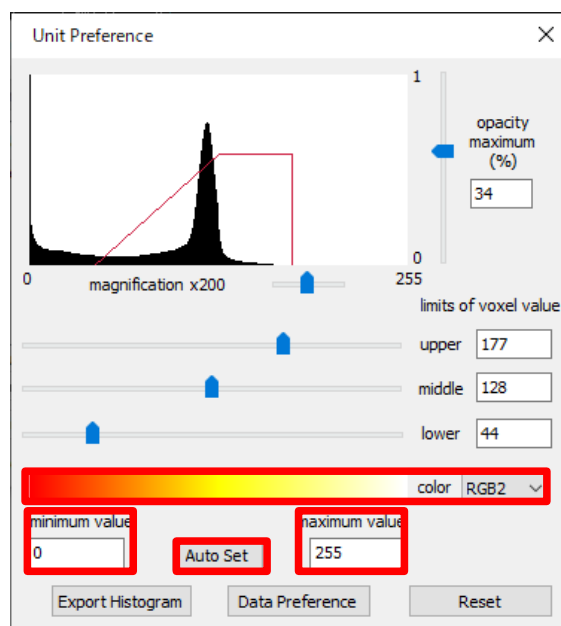 Unit Preference
1
opacity
maximum
(%)
34
0
0
magnification x200
255
limits of voxel value
upper 177
middle 128
lower 44
color RGB2
minimum value
maximum value
0
Auto Set
255
Export Histogram
Data Preference
Reset